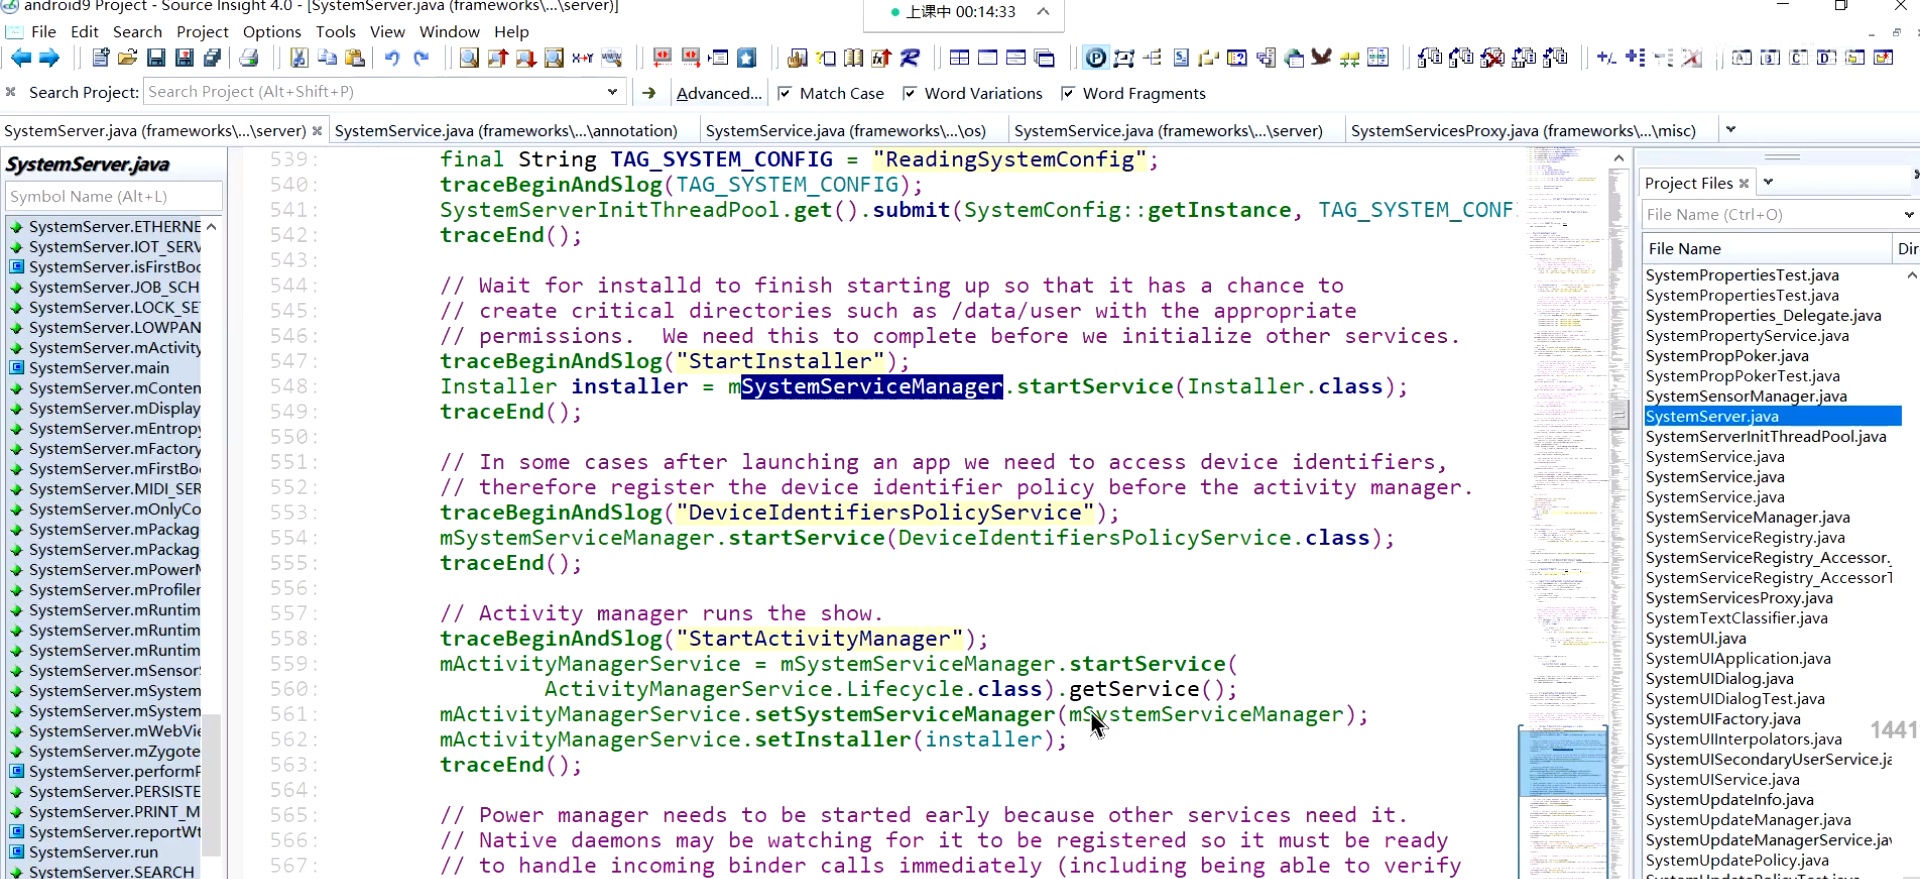 android9 Project - Source Insight 4.0 - [SystemServer.java (frameworks\...\server)]
上课中 00:14:33
File Edit Search Project Options Tools View Window Help
Search Project: Search Project (Alt+Shift+P) Advanced... Match Case Word Variations Word Fragments
SystemServer.java (frameworks\...\server) SystemService.java (frameworks\...\annotation) SystemService.java (frameworks\...\os) SystemService.java (frameworks\...\server) SystemServicesProxy.java (frameworks\...\misc)
SystemServer.java
Symbol Name (Alt+L)
SystemServer.ETHERNE
SystemServer.IOT_SERV
SystemServer.isFirstBoo
SystemServer.JOB_SCH
SystemServer.LOCK_SE
SystemServer.LOWPAN
SystemServer.mActivity
SystemServer.main
SystemServer.mConten
SystemServer.mDisplay
SystemServer.mEntropy
SystemServer.mFactory
SystemServer.mFirstBo
SystemServer.MIDI_SER
SystemServer.mOnlyCo
SystemServer.mPackag
SystemServer.mPackag
SystemServer.mPowerM
SystemServer.mProfiler
SystemServer.mRuntim
SystemServer.mRuntim
SystemServer.mRuntim
SystemServer.mSensor
SystemServer.mSystem
SystemServer.mSystem
SystemServer.mWebVie
SystemServer.mZygote
SystemServer.performF
SystemServer.PERSISTE
SystemServer.PRINT_M
SystemServer.reportWt
SystemServer.run
SystemServer.SEARCH
539: final String TAG_SYSTEM_CONFIG = "ReadingSystemConfig";
540: traceBeginAndSlog(TAG_SYSTEM_CONFIG);
541: SystemServerInitThreadPool.get().submit(SystemConfig::getInstance, TAG_SYSTEM_CONF
542: traceEnd();
543:
544: // Wait for installd to finish starting up so that it has a chance to
545: // create critical directories such as /data/user with the appropriate
546: // permissions.  We need this to complete before we initialize other services.
547: traceBeginAndSlog("StartInstaller");
548: Installer installer = mSystemServiceManager.startService(Installer.class);
549: traceEnd();
550:
551: // In some cases after launching an app we need to access device identifiers,
552: // therefore register the device identifier policy before the activity manager.
553: traceBeginAndSlog("DeviceIdentifiersPolicyService");
554: mSystemServiceManager.startService(DeviceIdentifiersPolicyService.class);
555: traceEnd();
556:
557: // Activity manager runs the show.
558: traceBeginAndSlog("StartActivityManager");
559: mActivityManagerService = mSystemServiceManager.startService(
560: ActivityManagerService.Lifecycle.class).getService();
561: mActivityManagerService.setSystemServiceManager(mSystemServiceManager);
562: mActivityManagerService.setInstaller(installer);
563: traceEnd();
564:
565: // Power manager needs to be started early because other services need it.
566: // Native daemons may be watching for it to be registered so it must be ready
567: // to handle incoming binder calls immediately (including being able to verify
Project Files
File Name (Ctrl+O)
File Name Dir
SystemPropertiesTest.java
SystemPropertiesTest.java
SystemProperties_Delegate.java
SystemPropertyService.java
SystemPropPoker.java
SystemPropPokerTest.java
SystemSensorManager.java
SystemServer.java
SystemServerInitThreadPool.java
SystemService.java
SystemService.java
SystemService.java
SystemServiceManager.java
SystemServiceRegistry.java
SystemServiceRegistry_Accessor.
SystemServiceRegistry_AccessorT
SystemServicesProxy.java
SystemTextClassifier.java
SystemUI.java
SystemUIApplication.java
SystemUIDialog.java
SystemUIDialogTest.java
SystemUIFactory.java
1441
SystemUIInterpolators.java
SystemUISecondaryUserService.ja
SystemUIService.java
SystemUpdateInfo.java
SystemUpdateManager.java
SystemUpdateManagerService.jav
SystemUpdatePolicy.java